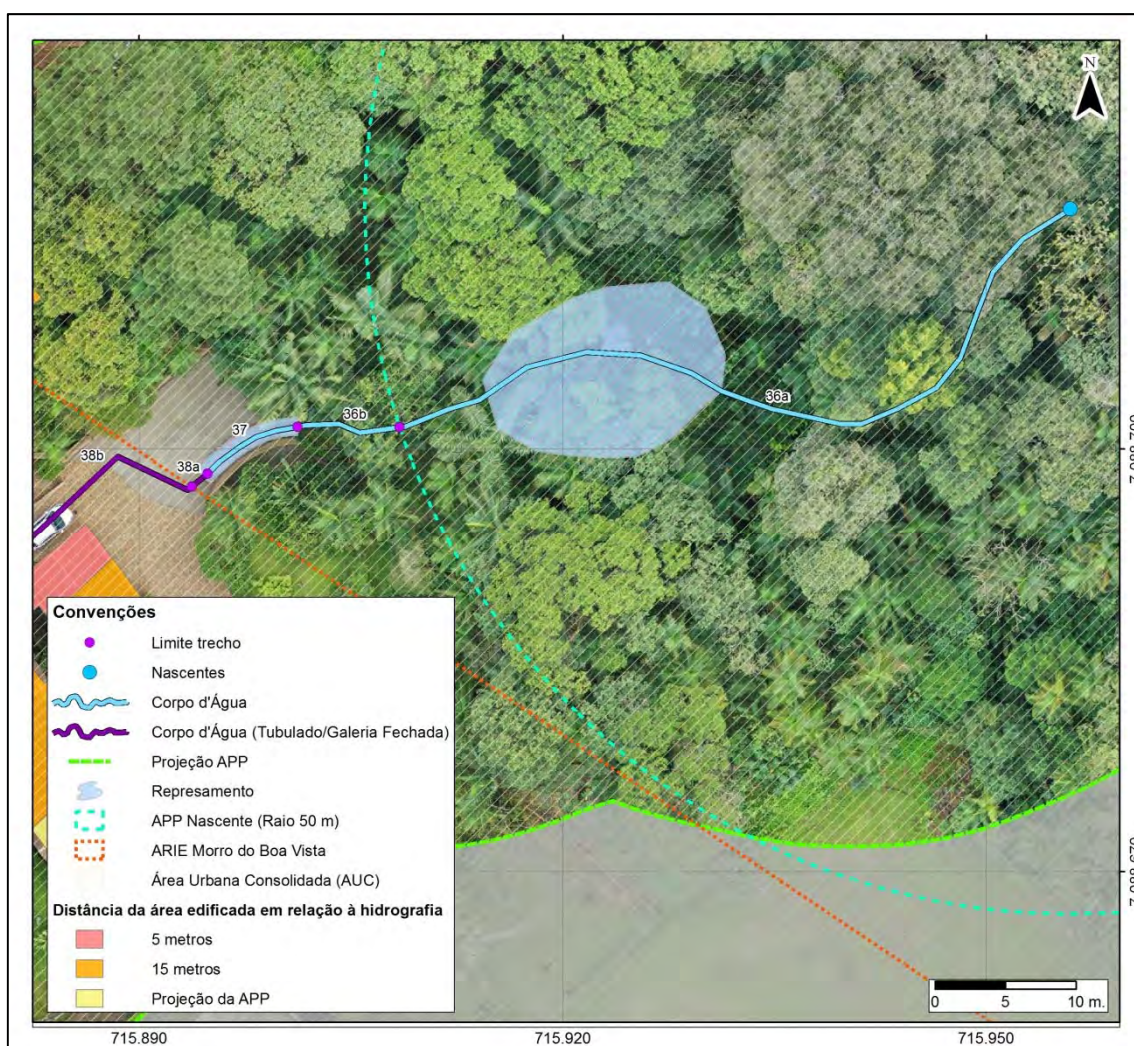 N
36a
36b
37
38a
38b
Convenções
Limite trecho
Nascentes
Corpo d'Água
Corpo d'Água (Tubulado/Galeria Fechada)
Projeção APP
Represamento
APP Nascente (Raio 50 m)
ARIE Morro do Boa Vista
Área Urbana Consolidada (AUC)
Distância da área edificada em relação à hidrografia
5 metros
15 metros
Projeção da APP
0 5 10 m.
715.890 715.920 715.950